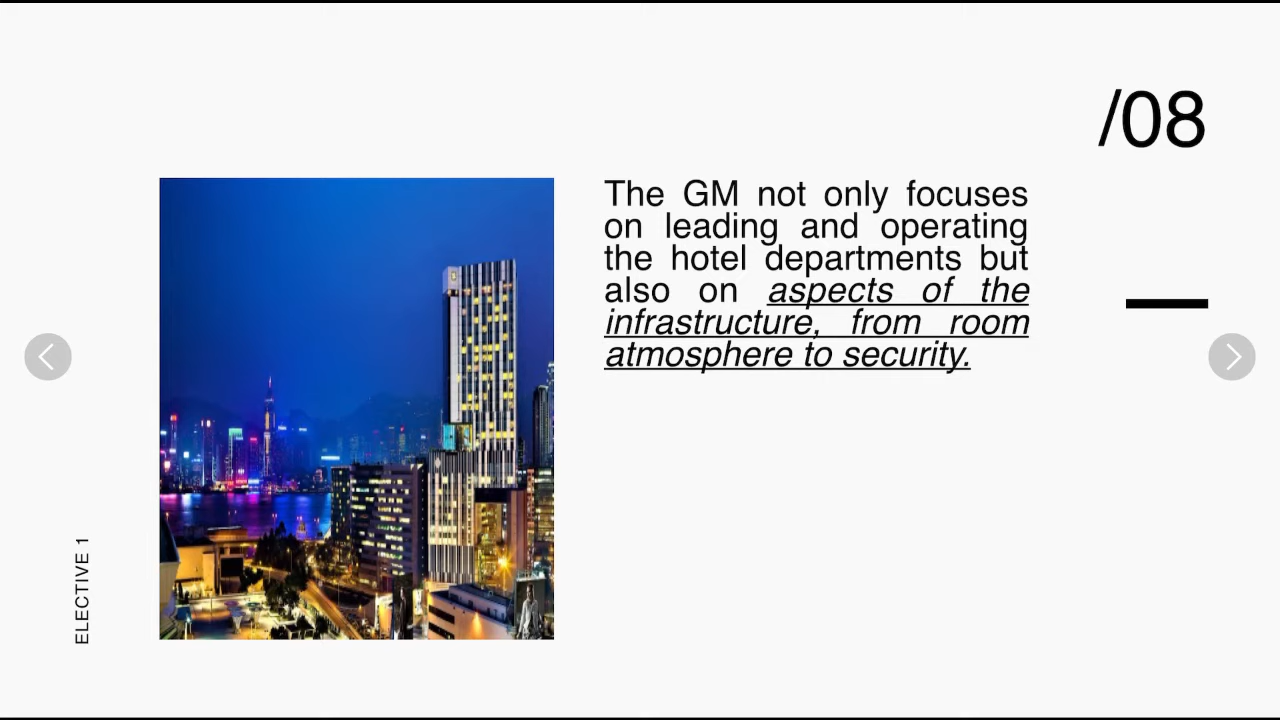 /08
The GM not only focuses
on leading and operating
the hotel departments but
also on aspects of the
infrastructure, from room
atmosphere to security.
ELECTIVE 1